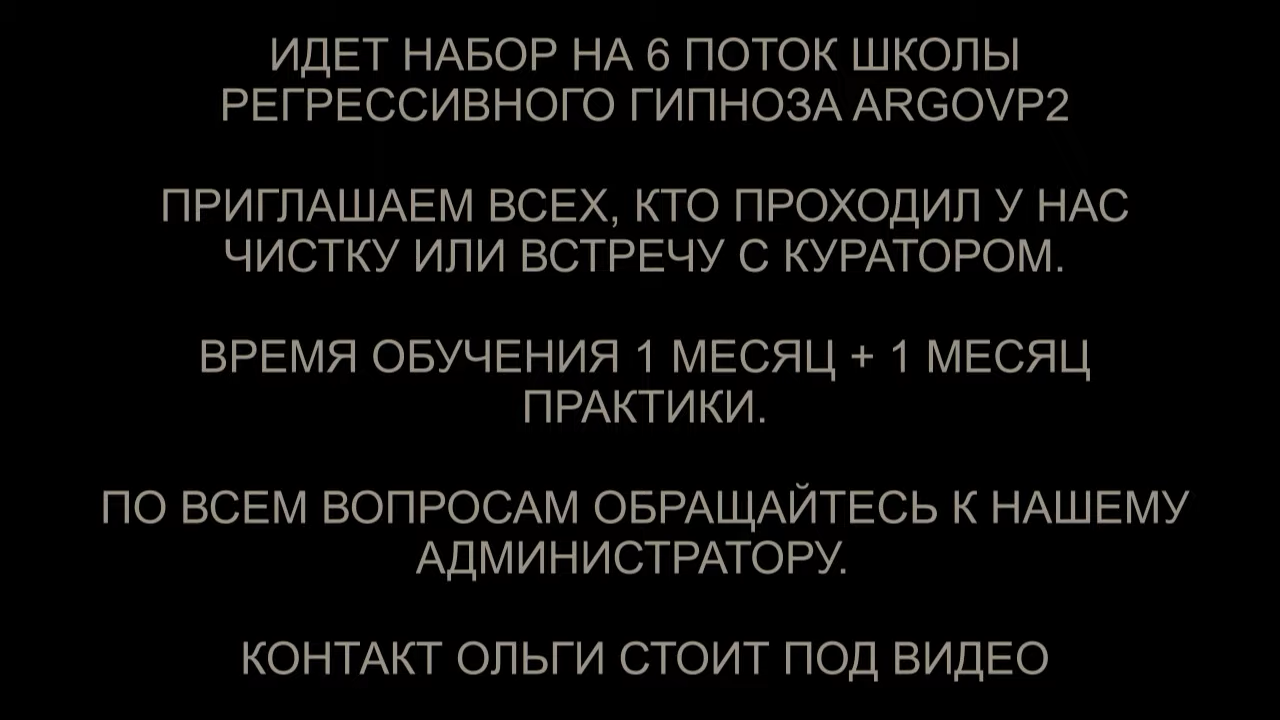 ИДЕТ НАБОР НА 6 ПОТОК ШКОЛЫ
РЕГРЕССИВНОГО ГИПНОЗА ARGOVP2
ПРИГЛАШАЕМ ВСЕХ, КТО ПРОХОДИЛ У НАС
ЧИСТКУ ИЛИ ВСТРЕЧУ С КУРАТОРОМ.
ВРЕМЯ ОБУЧЕНИЯ 1 МЕСЯЦ + 1 МЕСЯЦ
ПРАКТИКИ.
ПО ВСЕМ ВОПРОСАМ ОБРАЩАЙТЕСЬ К НАШЕМУ
АДМИНИСТРАТОРУ.
КОНТАКТ ОЛЬГИ СТОИТ ПОД ВИДЕО